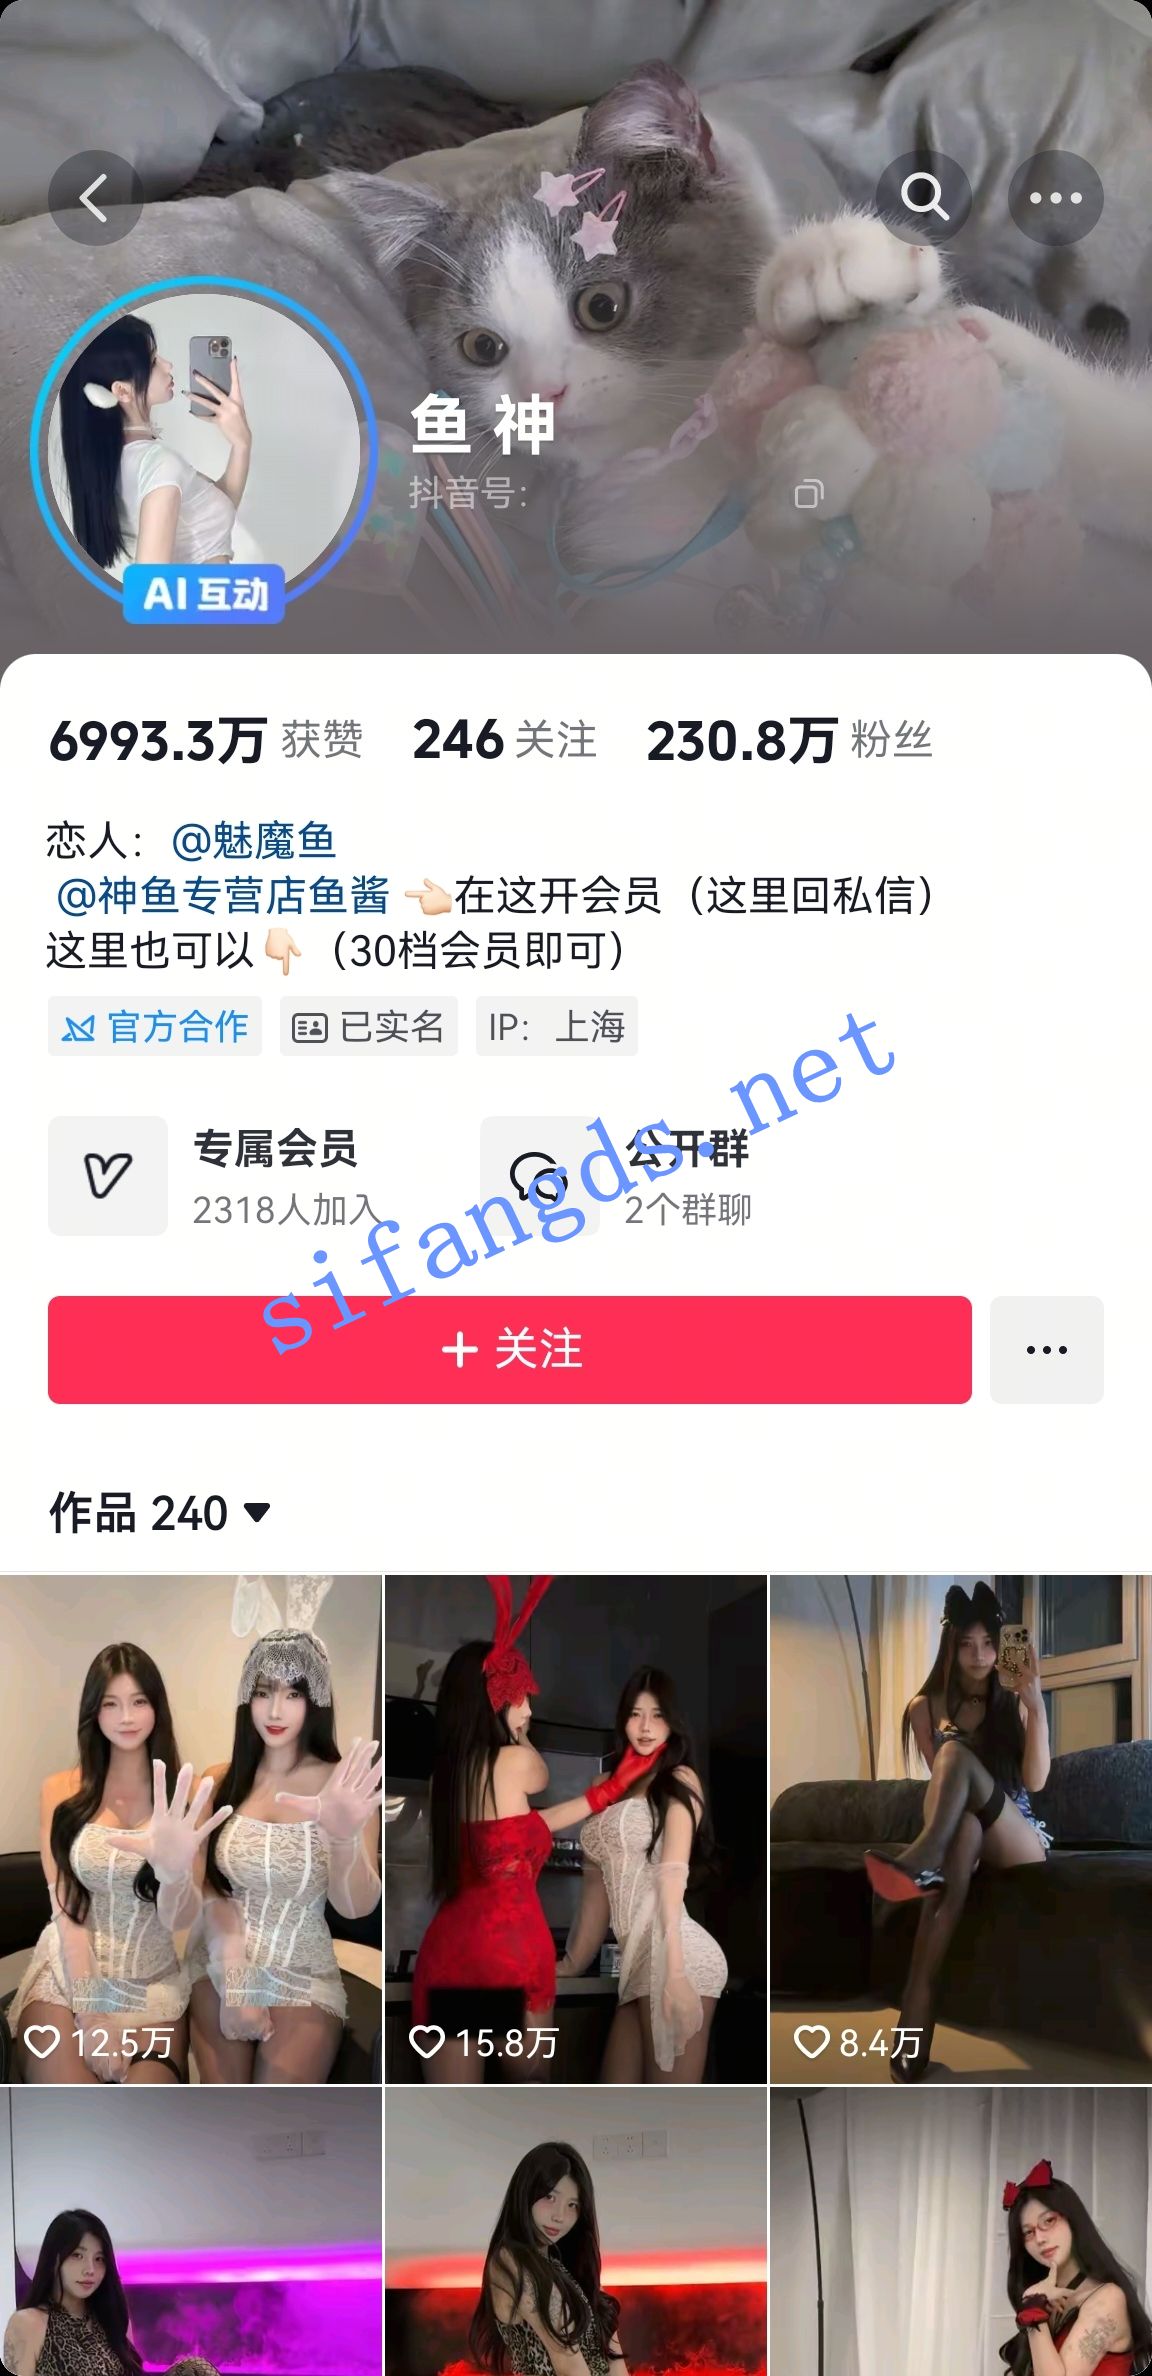 鱼 神
抖音号:
AI 互动
6993.3万 获赞 246 关注 230.8万 粉丝
恋人：@魅魔鱼
@神鱼专营店鱼酱 👈🏻在这开会员（这里回私信）
这里也可以👇🏻（30档会员即可）
官方合作 已实名 IP: 上海
专属会员 公开群
2318人加入 2个群聊
sifangds.net
+ 关注
作品 240
12.5万 15.8万 8.4万